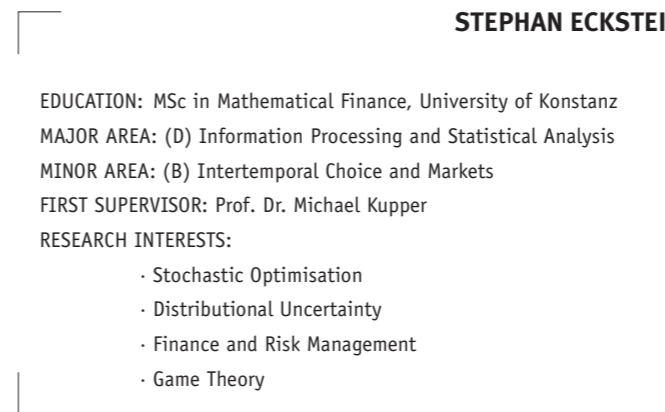 STEPHAN ECKSTEI
EDUCATION: MSc in Mathematical Finance, University of Konstanz
MAJOR AREA: (D) Information Processing and Statistical Analysis
MINOR AREA: (B) Intertemporal Choice and Markets
FIRST SUPERVISOR: Prof. Dr. Michael Kupper
RESEARCH INTERESTS:
· Stochastic Optimisation
· Distributional Uncertainty
· Finance and Risk Management
· Game Theory